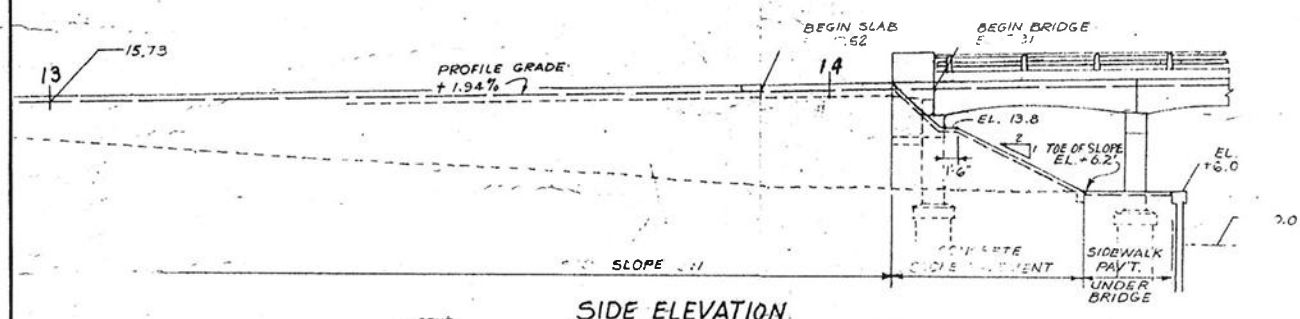 15.73
13
PROFILE GRADE
+ 1.94%
BEGIN SLAB
BEGIN BRIDGE
14
EL. 13.8
2
1
TOE OF SLOPE
EL. +6.2'
1'-6"
EL.
+6.0
SLOPE
SIDEWALK
PAV'T.
UNDER
BRIDGE
SIDE ELEVATION.